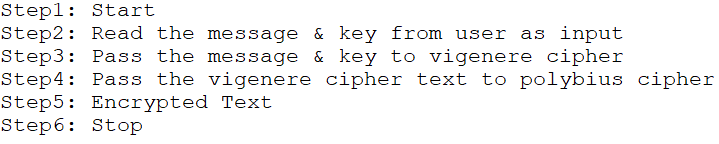 Step1: Start
Step2: Read the message & key from user as input
Step3: Pass the message & key to vigenere cipher
Step4: Pass the vigenere cipher text to polybius cipher
Step5: Encrypted Text
Step6: Stop